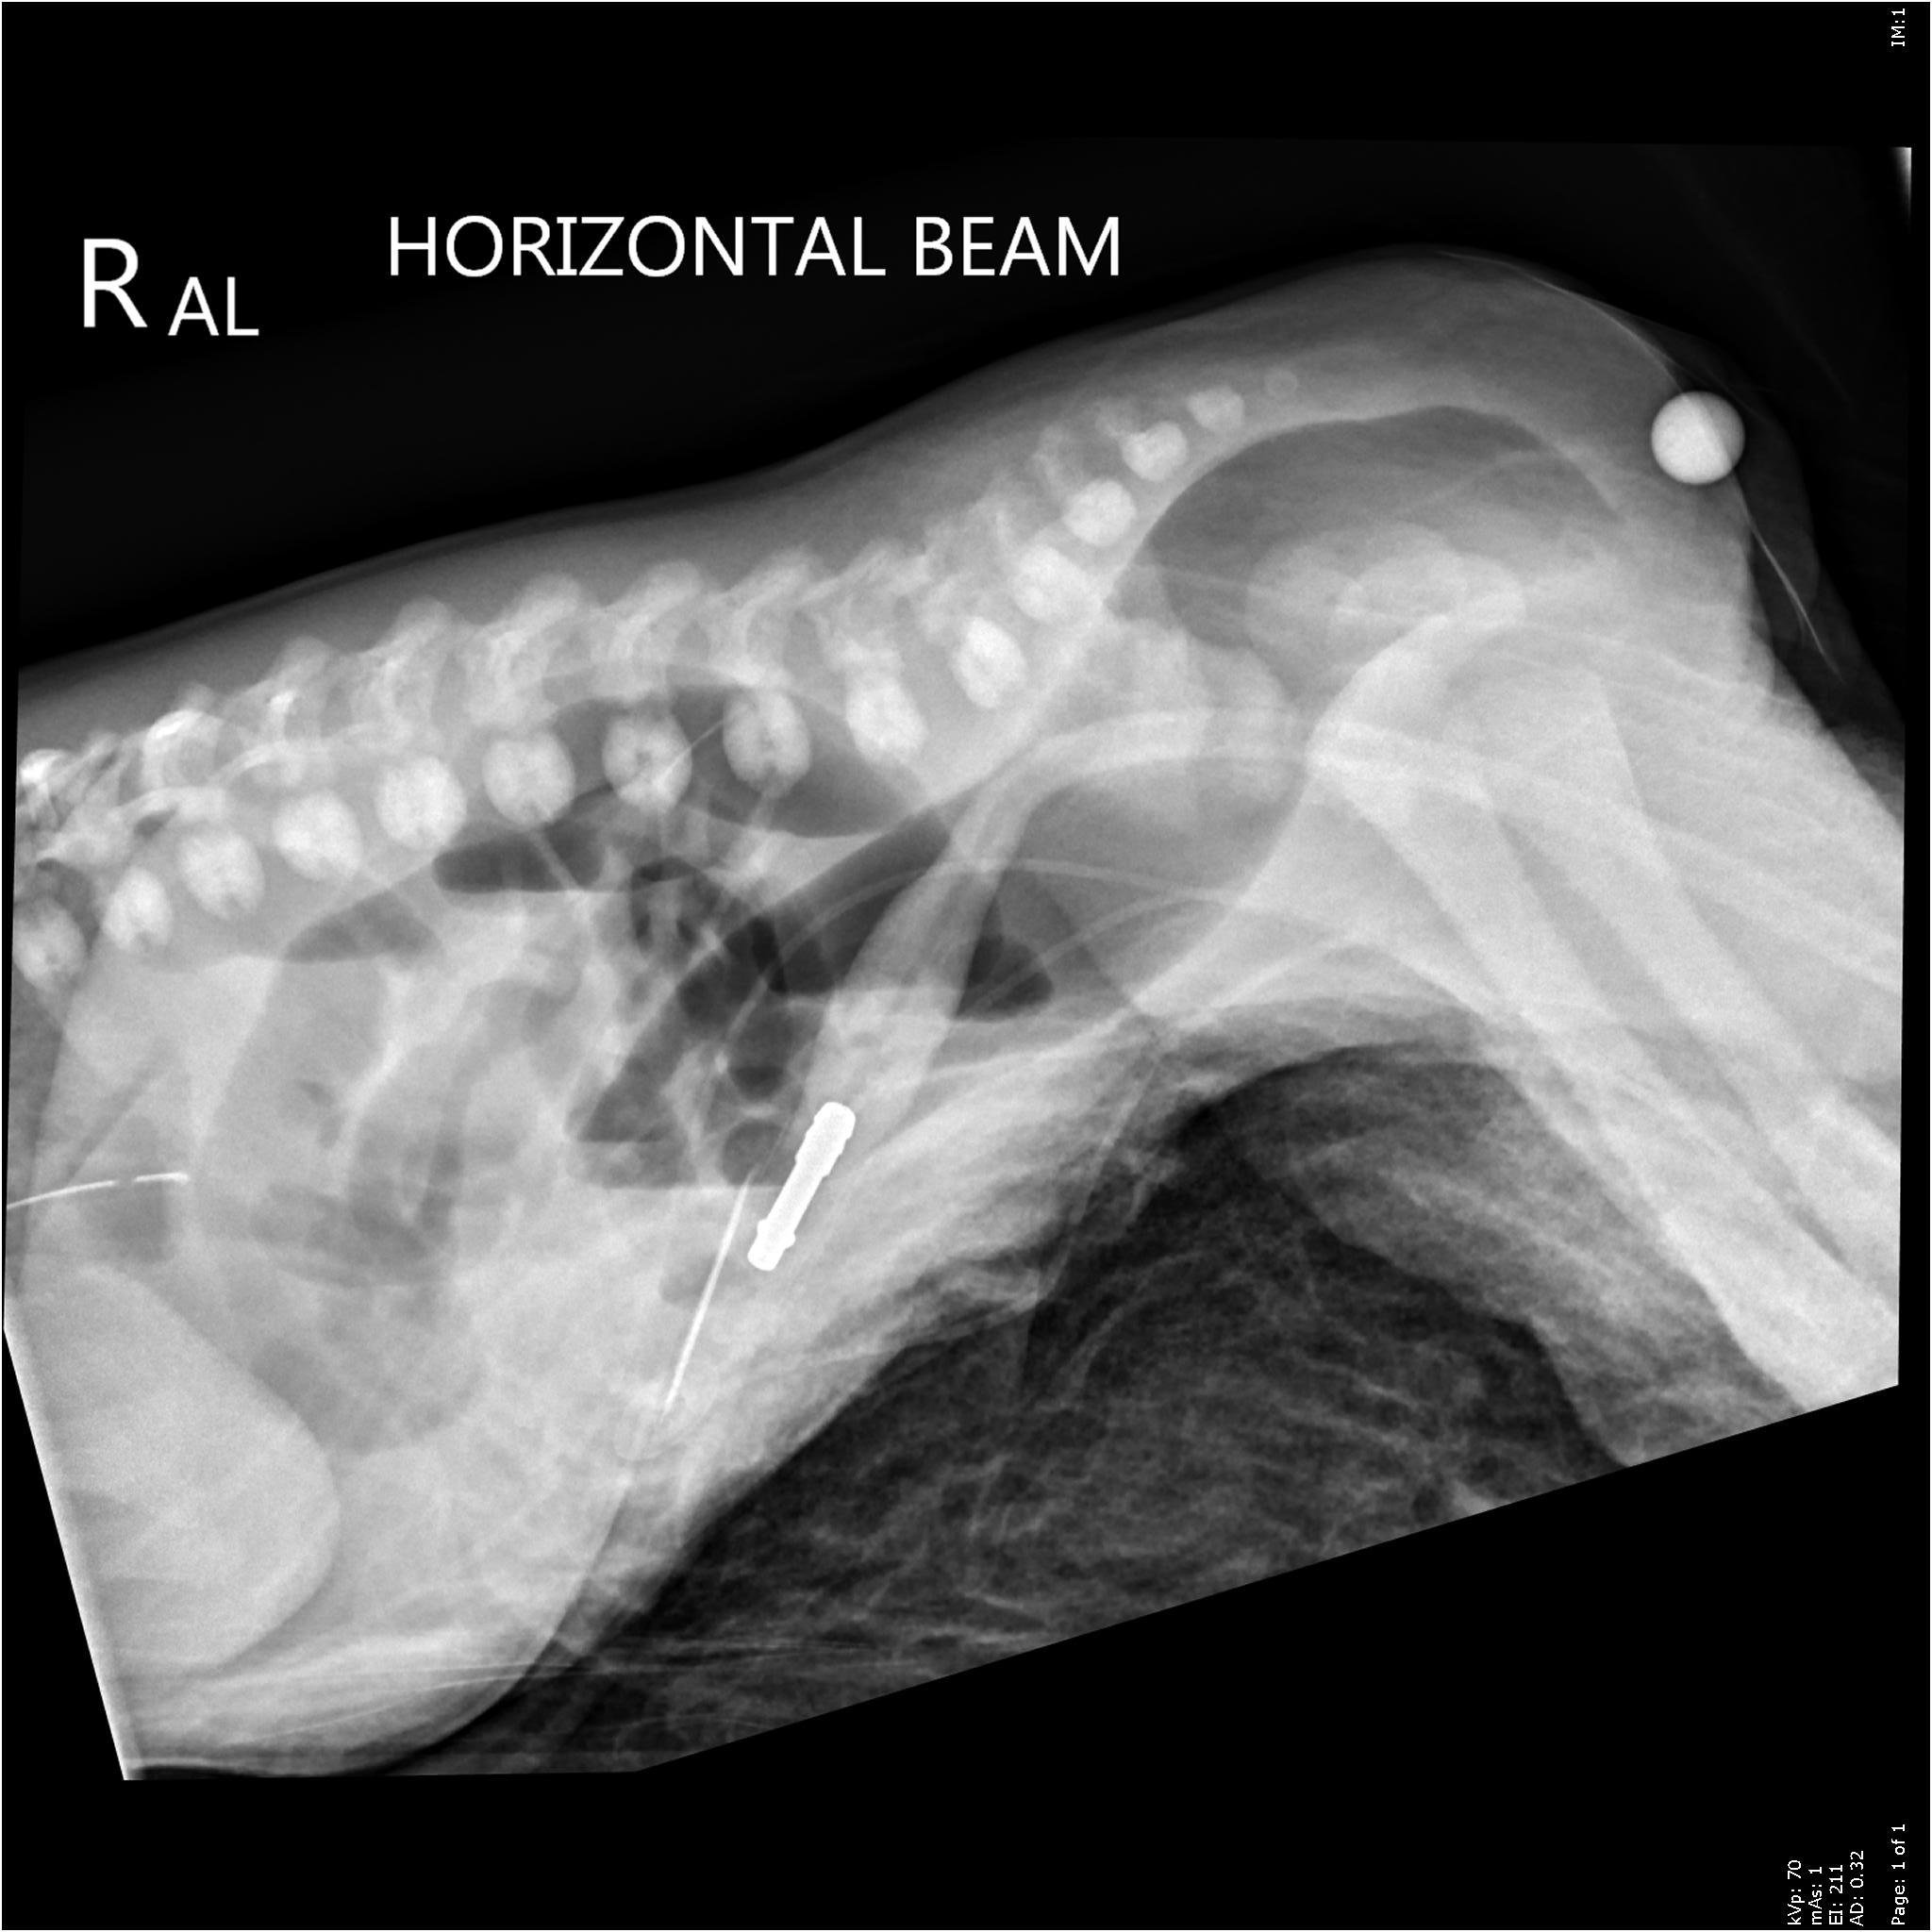 IM:1
R AL
HORIZONTAL BEAM
kVp: 70
mAs: 1
EI: 211
AD: 0.32
Page: 1 of 1